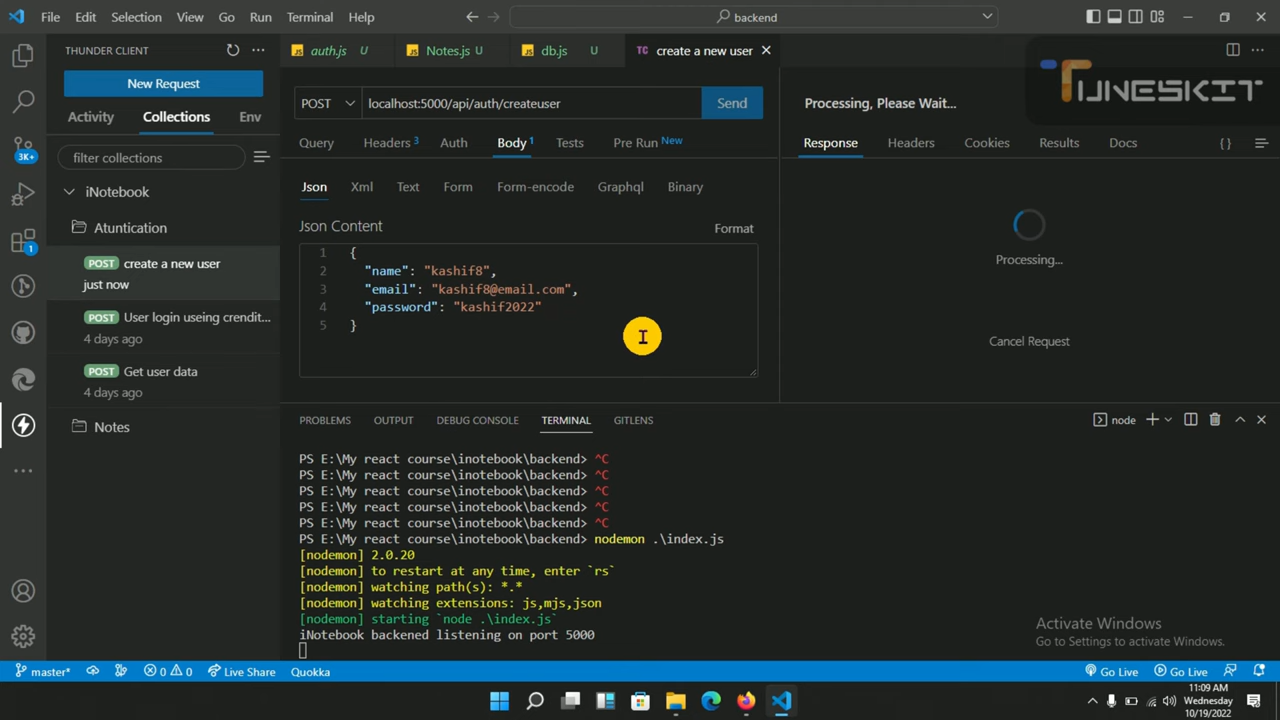 File Edit Selection View Go Run Terminal Help
backend
THUNDER CLIENT
New Request
Activity Collections Env
filter collections
iNotebook
Atuntication
POST create a new user
just now
POST User login useing crendit...
4 days ago
POST Get user data
4 days ago
Notes
3K+
1
JS auth.js U
JS Notes.js U
JS db.js U
TC create a new user
POST localhost:5000/api/auth/createuser Send
Query Headers 3 Auth Body 1 Tests Pre Run New
Json Xml Text Form Form-encode Graphql Binary
Json Content Format
1 {
2 "name": "kashif8",
3 "email": "kashif8@email.com",
4 "password": "kashif2022"
5 }
TUNESKIT
Processing, Please Wait...
Response Headers Cookies Results Docs { }
Processing...
Cancel Request
PROBLEMS OUTPUT DEBUG CONSOLE TERMINAL GITLENS
node
PS E:\My react course\inotebook\backend> ^C
PS E:\My react course\inotebook\backend> ^C
PS E:\My react course\inotebook\backend> ^C
PS E:\My react course\inotebook\backend> ^C
PS E:\My react course\inotebook\backend> ^C
PS E:\My react course\inotebook\backend> nodemon .\index.js
[nodemon] 2.0.20
[nodemon] to restart at any time, enter `rs`
[nodemon] watching path(s): *.*
[nodemon] watching extensions: js,mjs,json
[nodemon] starting `node .\index.js`
iNotebook backened listening on port 5000
Activate Windows
Go to Settings to activate Windows.
master* 0 0 Live Share Quokka Go Live Go Live
11:09 AM
Wednesday
10/19/2022